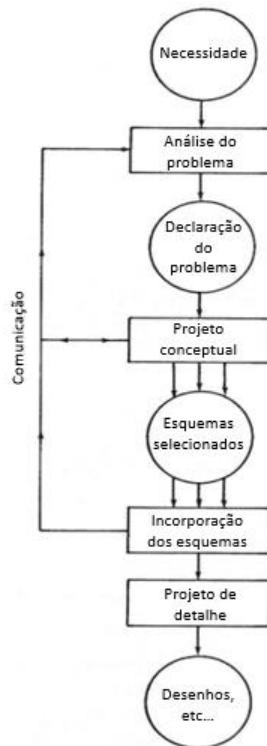 Necessidade
Análise do
problema
Declaração
do
problema
Comunicação
Projeto
conceptual
Esquemas
selecionados
Incorporação
dos esquemas
Projeto de
detalhe
Desenhos,
etc...